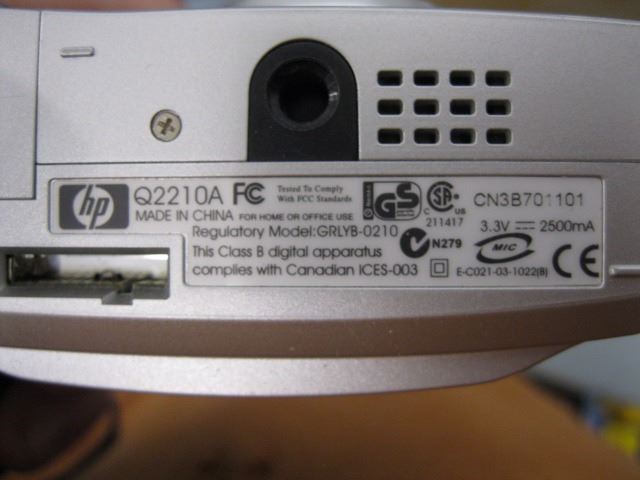 hp Q2210A FC Tested To Comply With FCC Standards GS C SA US CN3B701101
MADE IN CHINA FOR HOME OR OFFICE USE 211417 3.3V 2500mA
Regulatory Model:GRLYB-0210 N279 MIC
This Class B digital apparatus
complies with Canadian ICES-003 E-C021-03-1022(B) CE